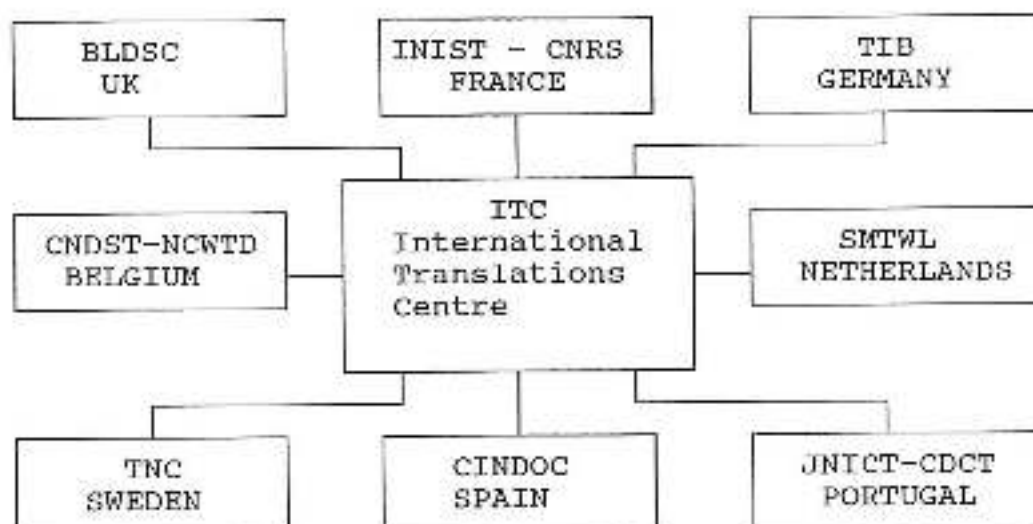 BLDSC
UK
INIST - CNRS
FRANCE
TIB
GERMANY
CNDST-NCWTD
BELGIUM
ITC
International
Translations
Centre
SMTWL
NETHERLANDS
TNC
SWEDEN
CINDOC
SPAIN
JNICT-CDCT
PORTUGAL